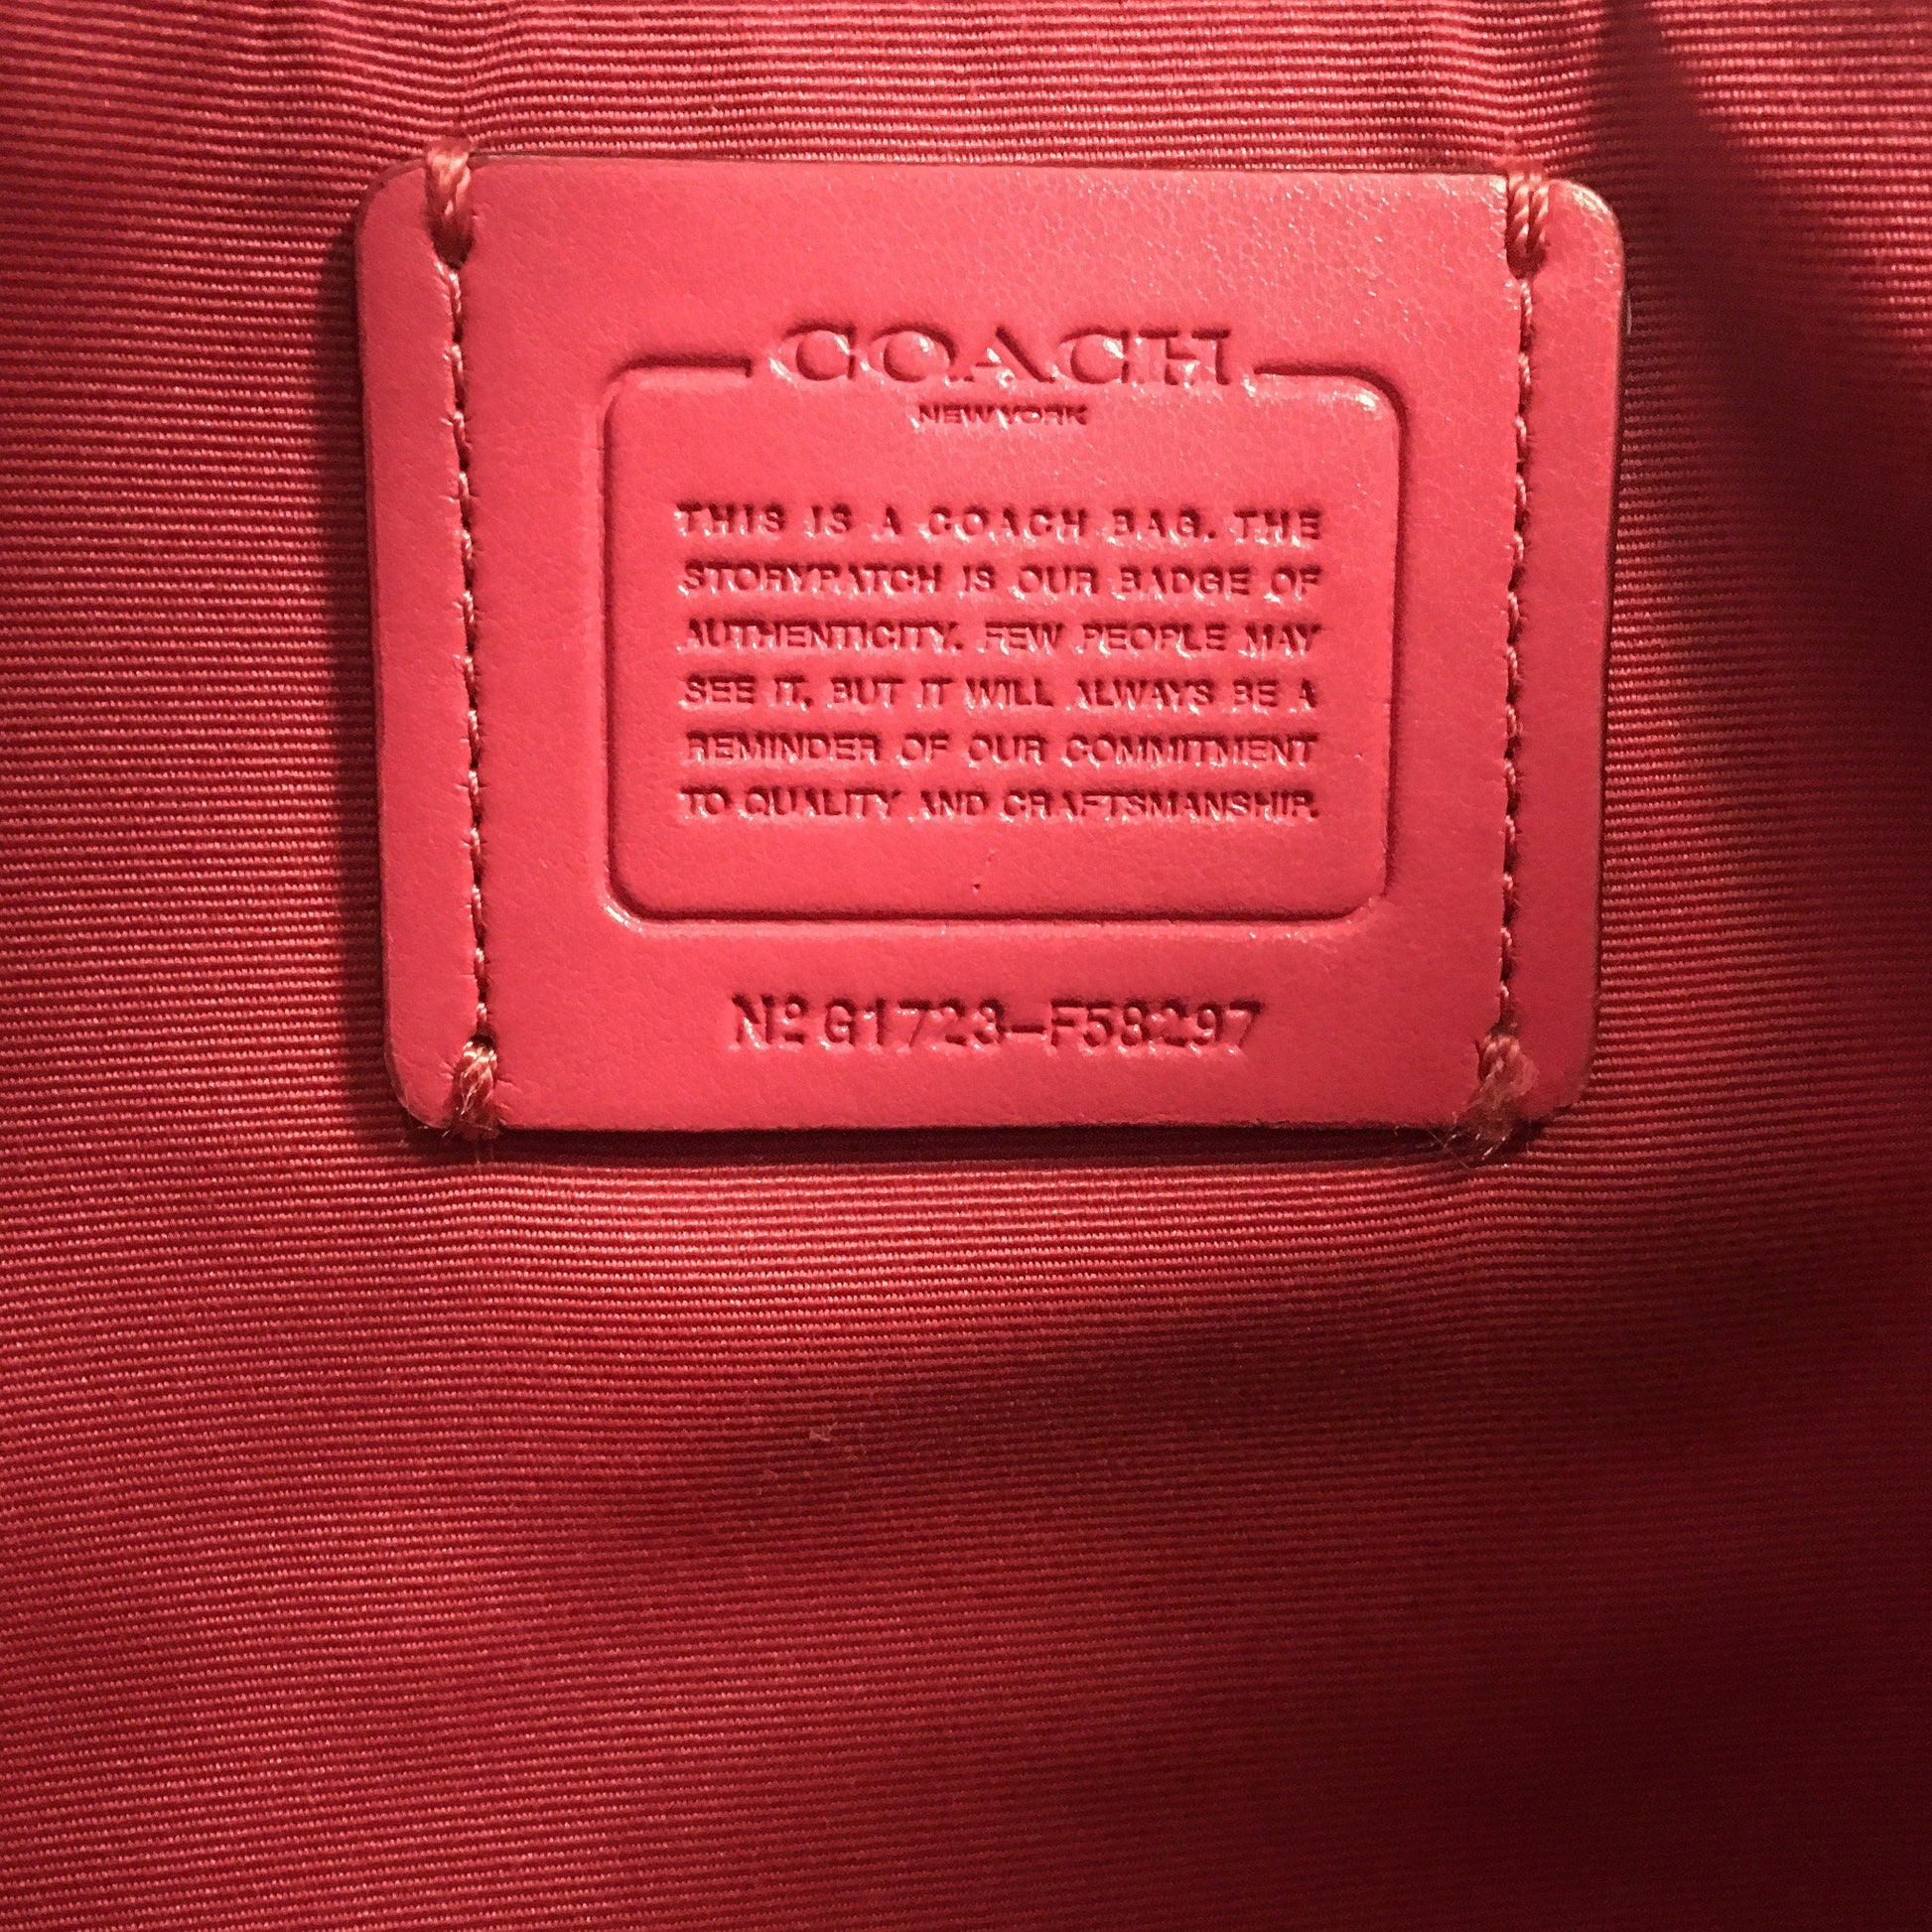 COACH
NEW YORK
THIS IS A COACH BAG. THE
STORYPATCH IS OUR BADGE OF
AUTHENTICITY. FEW PEOPLE MAY
SEE IT, BUT IT WILL ALWAYS BE A
REMINDER OF OUR COMMITMENT
TO QUALITY AND CRAFTSMANSHIP.
Nº G1723-F58297